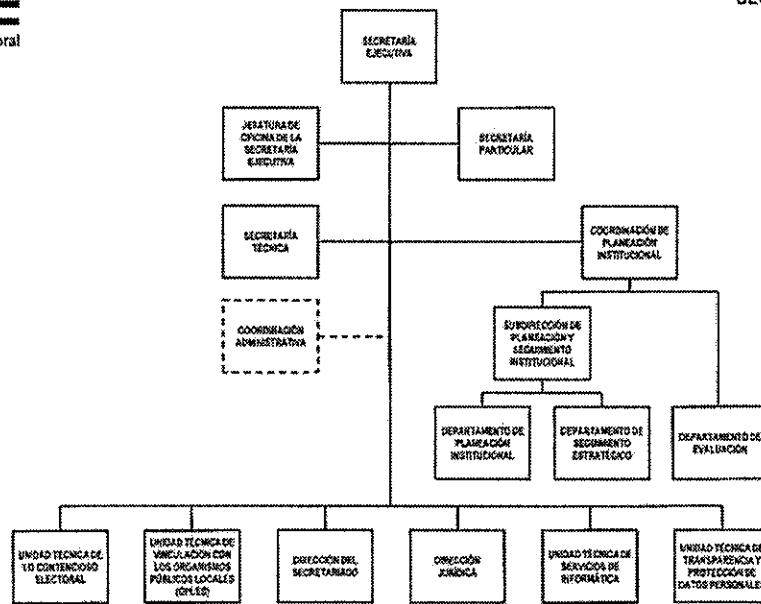 oral
SECRETARÍA
EJECUTIVA
JEFATURA DE
OFICINA DE LA
SECRETARÍA
EJECUTIVA
SECRETARÍA
PARTICULAR
SECRETARÍA
TÉCNICA
COORDINACIÓN DE
PLANEACIÓN
INSTITUCIONAL
COORDINACIÓN
ADMINISTRATIVA
SUBDIRECCIÓN DE
PLANEACIÓN Y
SEGUIMIENTO
INSTITUCIONAL
DEPARTAMENTO DE
PLANEACIÓN
INSTITUCIONAL
DEPARTAMENTO DE
SEGUIMIENTO
ESTRATÉGICO
DEPARTAMENTO DE
EVALUACIÓN
UNIDAD TÉCNICA DE
LO CONTENCIOSO
ELECTORAL
UNIDAD TÉCNICA DE
VINCULACIÓN CON
LOS ORGANISMOS
PÚBLICOS LOCALES
(OPLES)
DIRECCIÓN DEL
SECRETARIADO
DIRECCIÓN
JURÍDICA
UNIDAD TÉCNICA DE
SERVICIOS DE
INFORMÁTICA
UNIDAD TÉCNICA DE
TRANSPARENCIA Y
PROTECCIÓN DE
DATOS PERSONALES